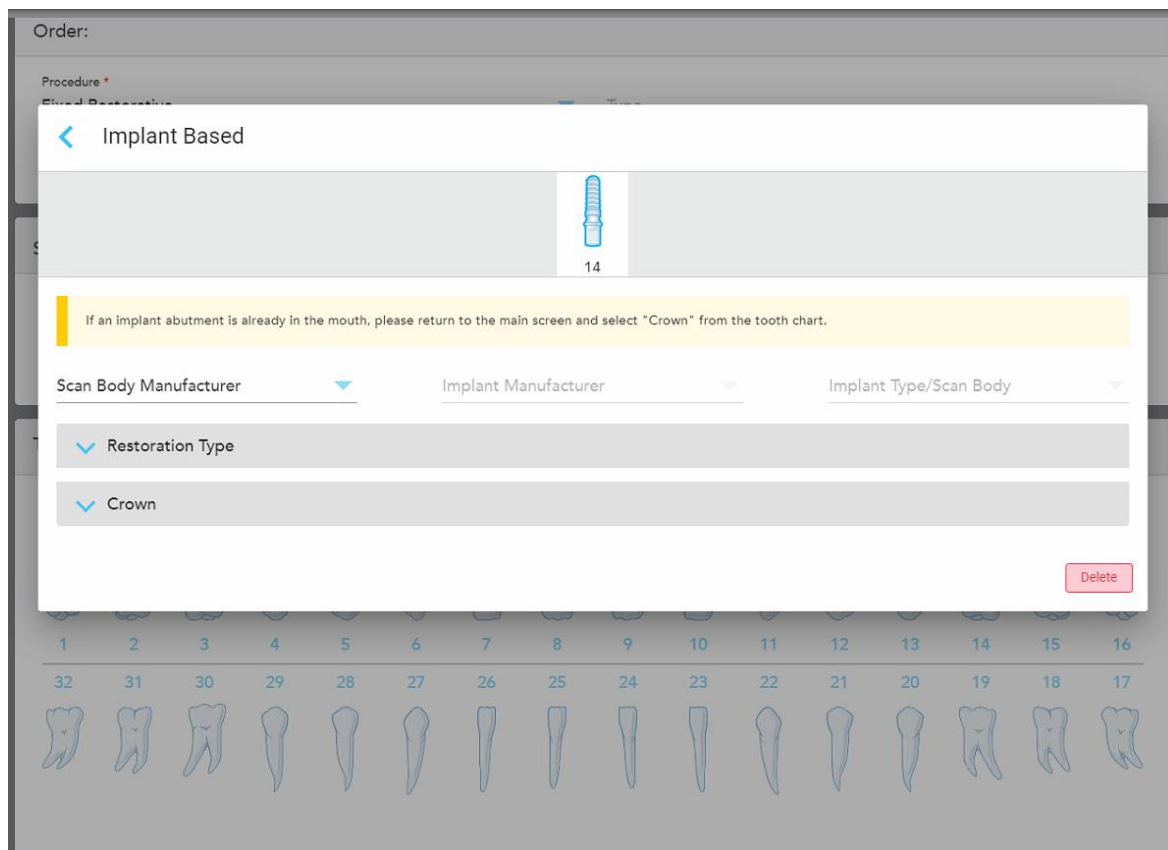 Order:
Procedure *
Fixed Restorative
Type
Implant Based
14
If an implant abutment is already in the mouth, please return to the main screen and select "Crown" from the tooth chart.
Scan Body Manufacturer Implant Manufacturer Implant Type/Scan Body
Restoration Type
Crown
Delete
1 2 3 4 5 6 7 8 9 10 11 12 13 14 15 16
32 31 30 29 28 27 26 25 24 23 22 21 20 19 18 17